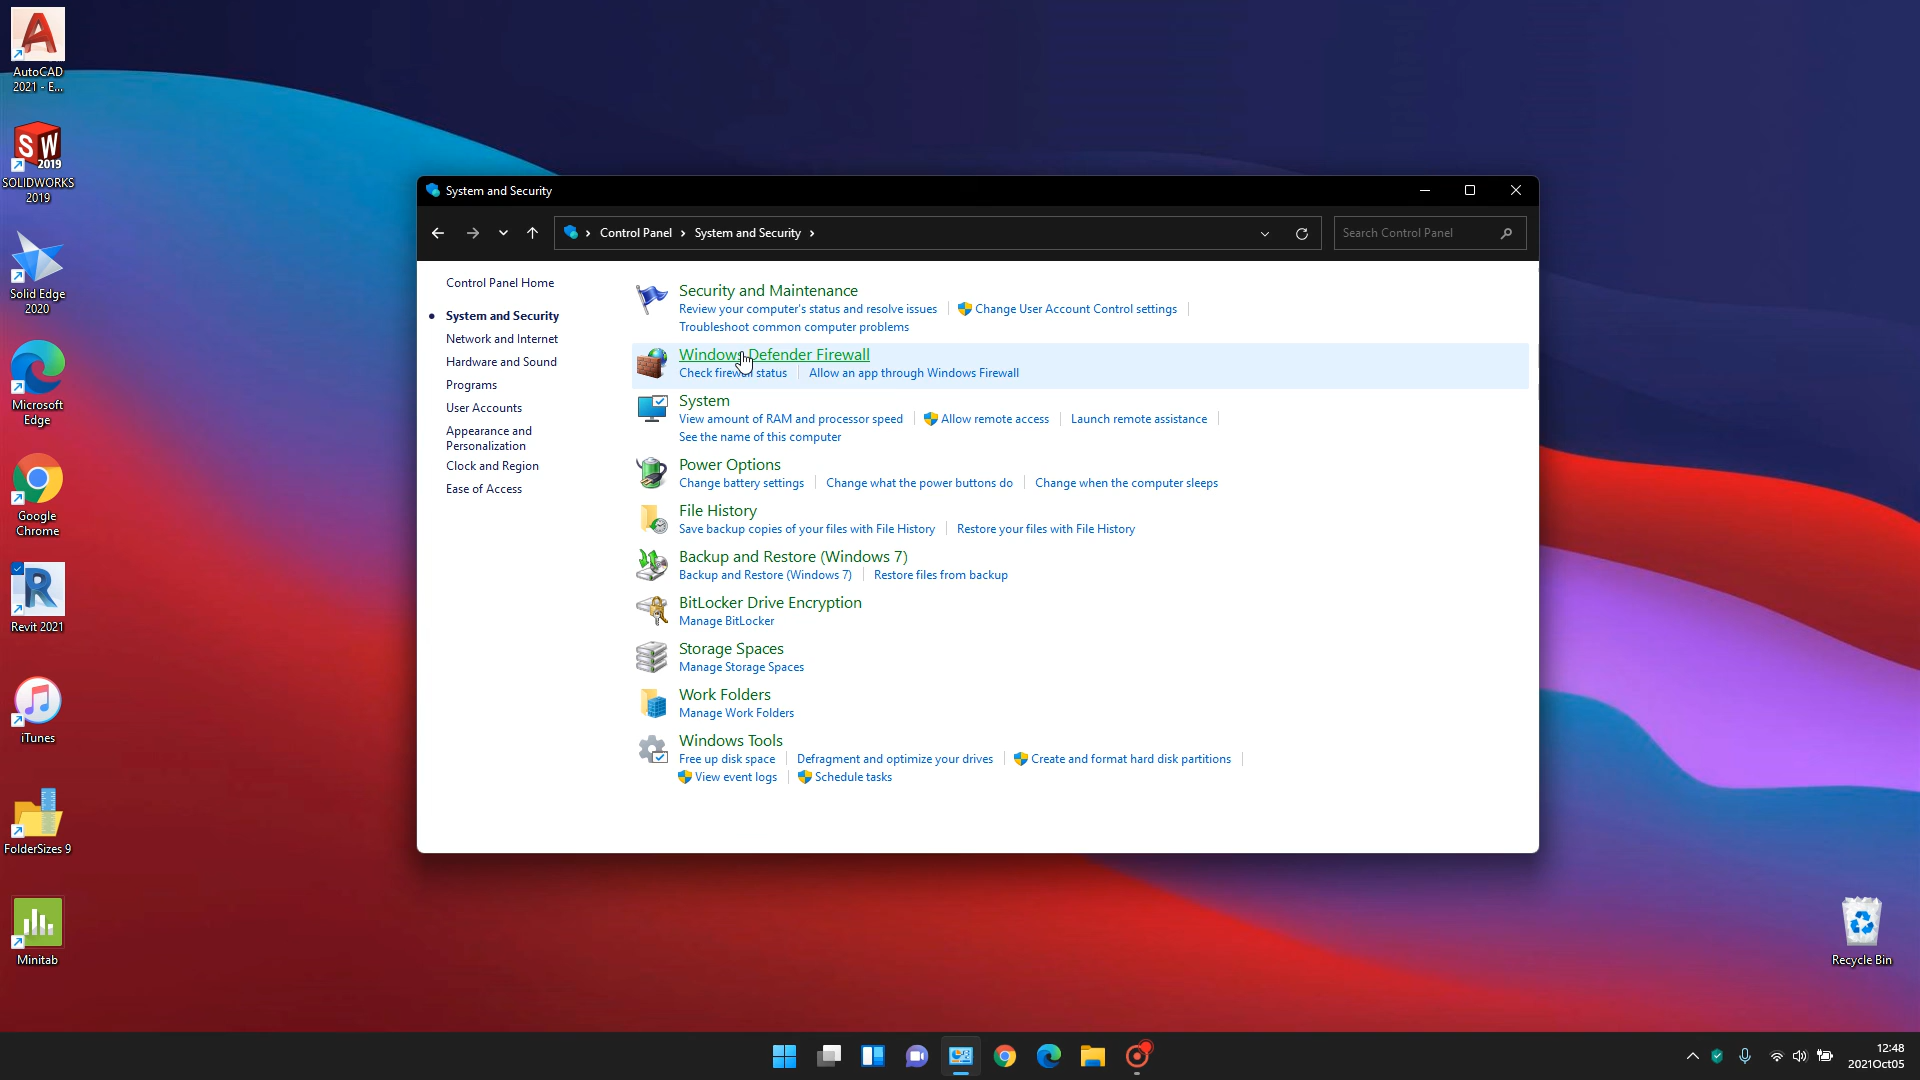 AutoCAD
2021 - E...
SW
2019
SOLIDWORKS
2019
Solid Edge
2020
Microsoft
Edge
Google
Chrome
R
Revit 2021
iTunes
FolderSizes 9
Minitab
System and Security
Control Panel
System and Security
Search Control Panel
Control Panel Home
System and Security
Network and Internet
Hardware and Sound
Programs
User Accounts
Appearance and
Personalization
Clock and Region
Ease of Access
Security and Maintenance
Review your computer's status and resolve issues
Change User Account Control settings
Troubleshoot common computer problems
Windows Defender Firewall
Check firewall status
Allow an app through Windows Firewall
System
View amount of RAM and processor speed
Allow remote access
Launch remote assistance
See the name of this computer
Power Options
Change battery settings
Change what the power buttons do
Change when the computer sleeps
File History
Save backup copies of your files with File History
Restore your files with File History
Backup and Restore (Windows 7)
Backup and Restore (Windows 7)
Restore files from backup
BitLocker Drive Encryption
Manage BitLocker
Storage Spaces
Manage Storage Spaces
Work Folders
Manage Work Folders
Windows Tools
Free up disk space
Defragment and optimize your drives
Create and format hard disk partitions
View event logs
Schedule tasks
Recycle Bin
12:48
2021Oct05